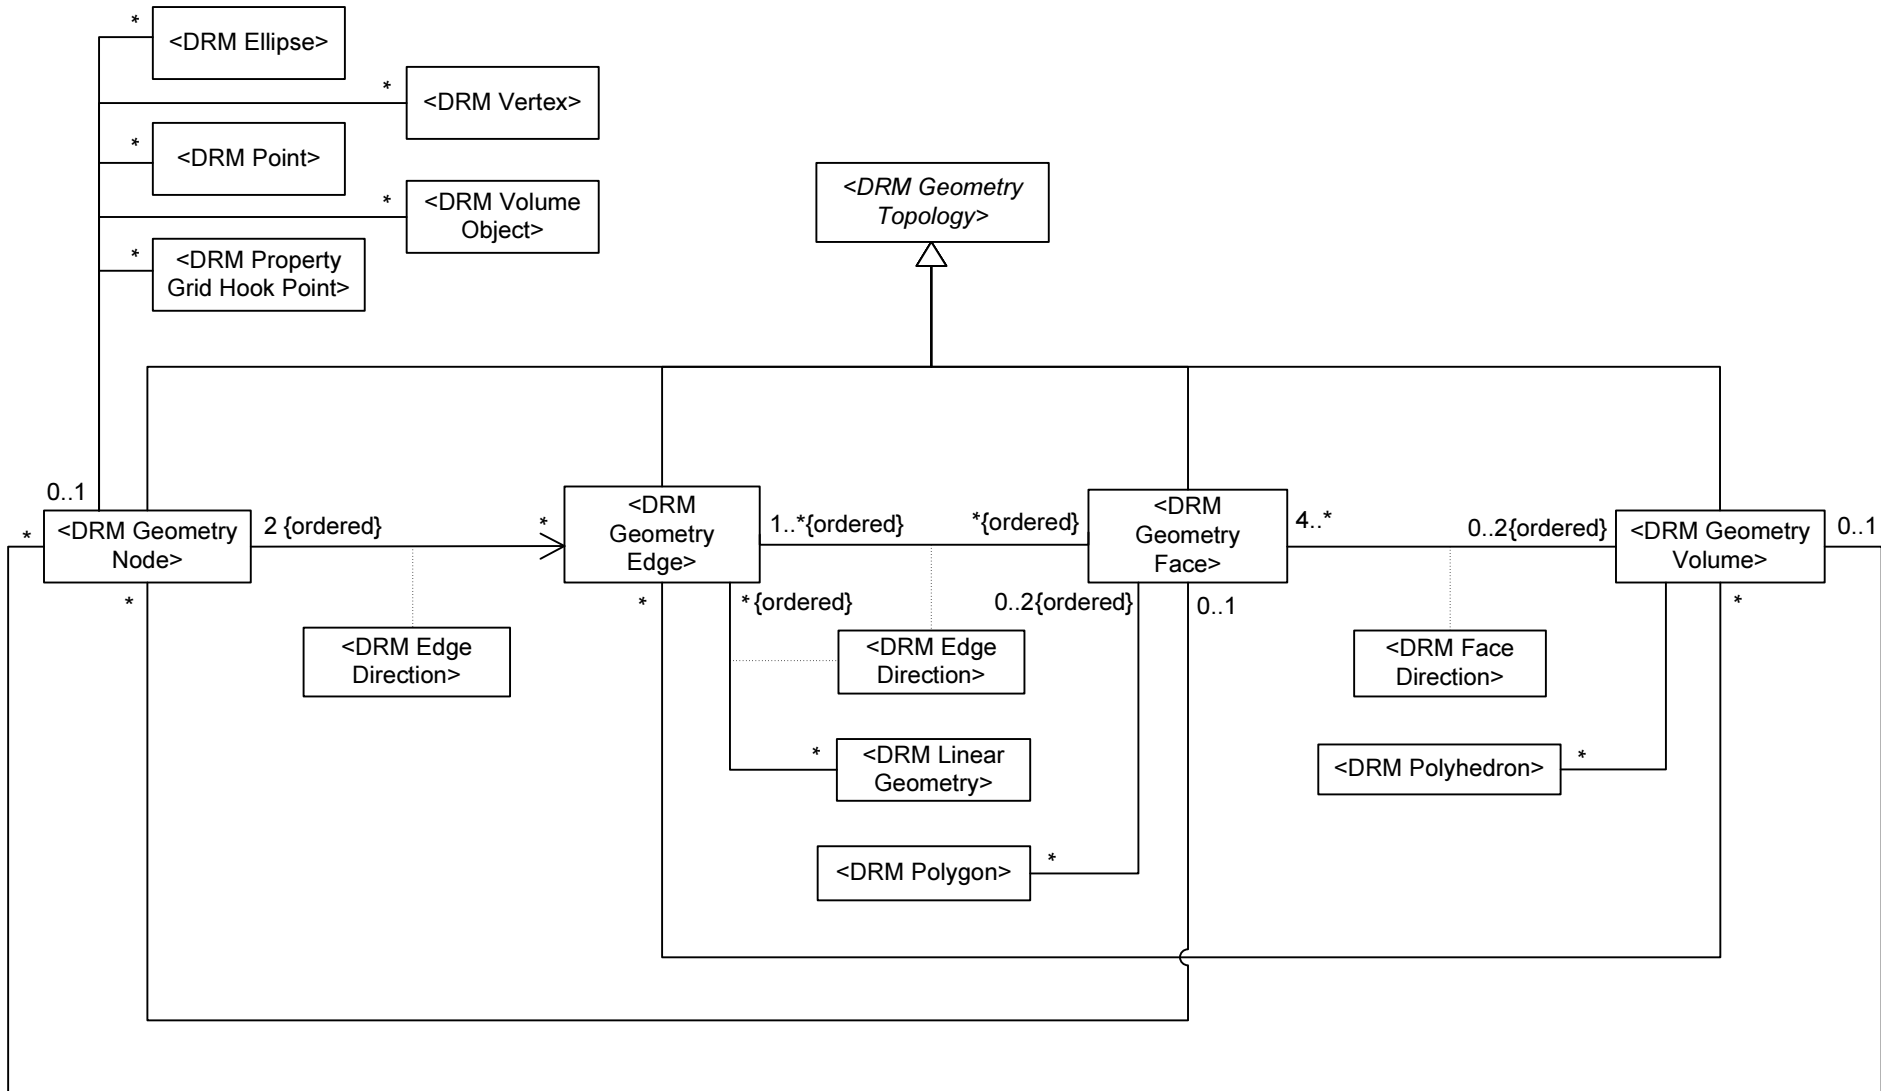 *
<DRM Ellipse>
*
<DRM Vertex>
*
<DRM Point>
*
<DRM Volume
Object>
*
<DRM Property
Grid Hook Point>
<DRM Geometry
Topology>
0..1
*
<DRM Geometry
Node>
*
2 {ordered}
*
<DRM Edge
Direction>
<DRM
Geometry
Edge>
*
1..*{ordered}
*{ordered}
*{ordered}
<DRM Edge
Direction>
*
<DRM Linear
Geometry>
<DRM Polygon>
*
<DRM
Geometry
Face>
0..2{ordered}
0..1
4..*
0..2{ordered}
<DRM Face
Direction>
<DRM Polyhedron>
*
<DRM Geometry
Volume>
0..1
*